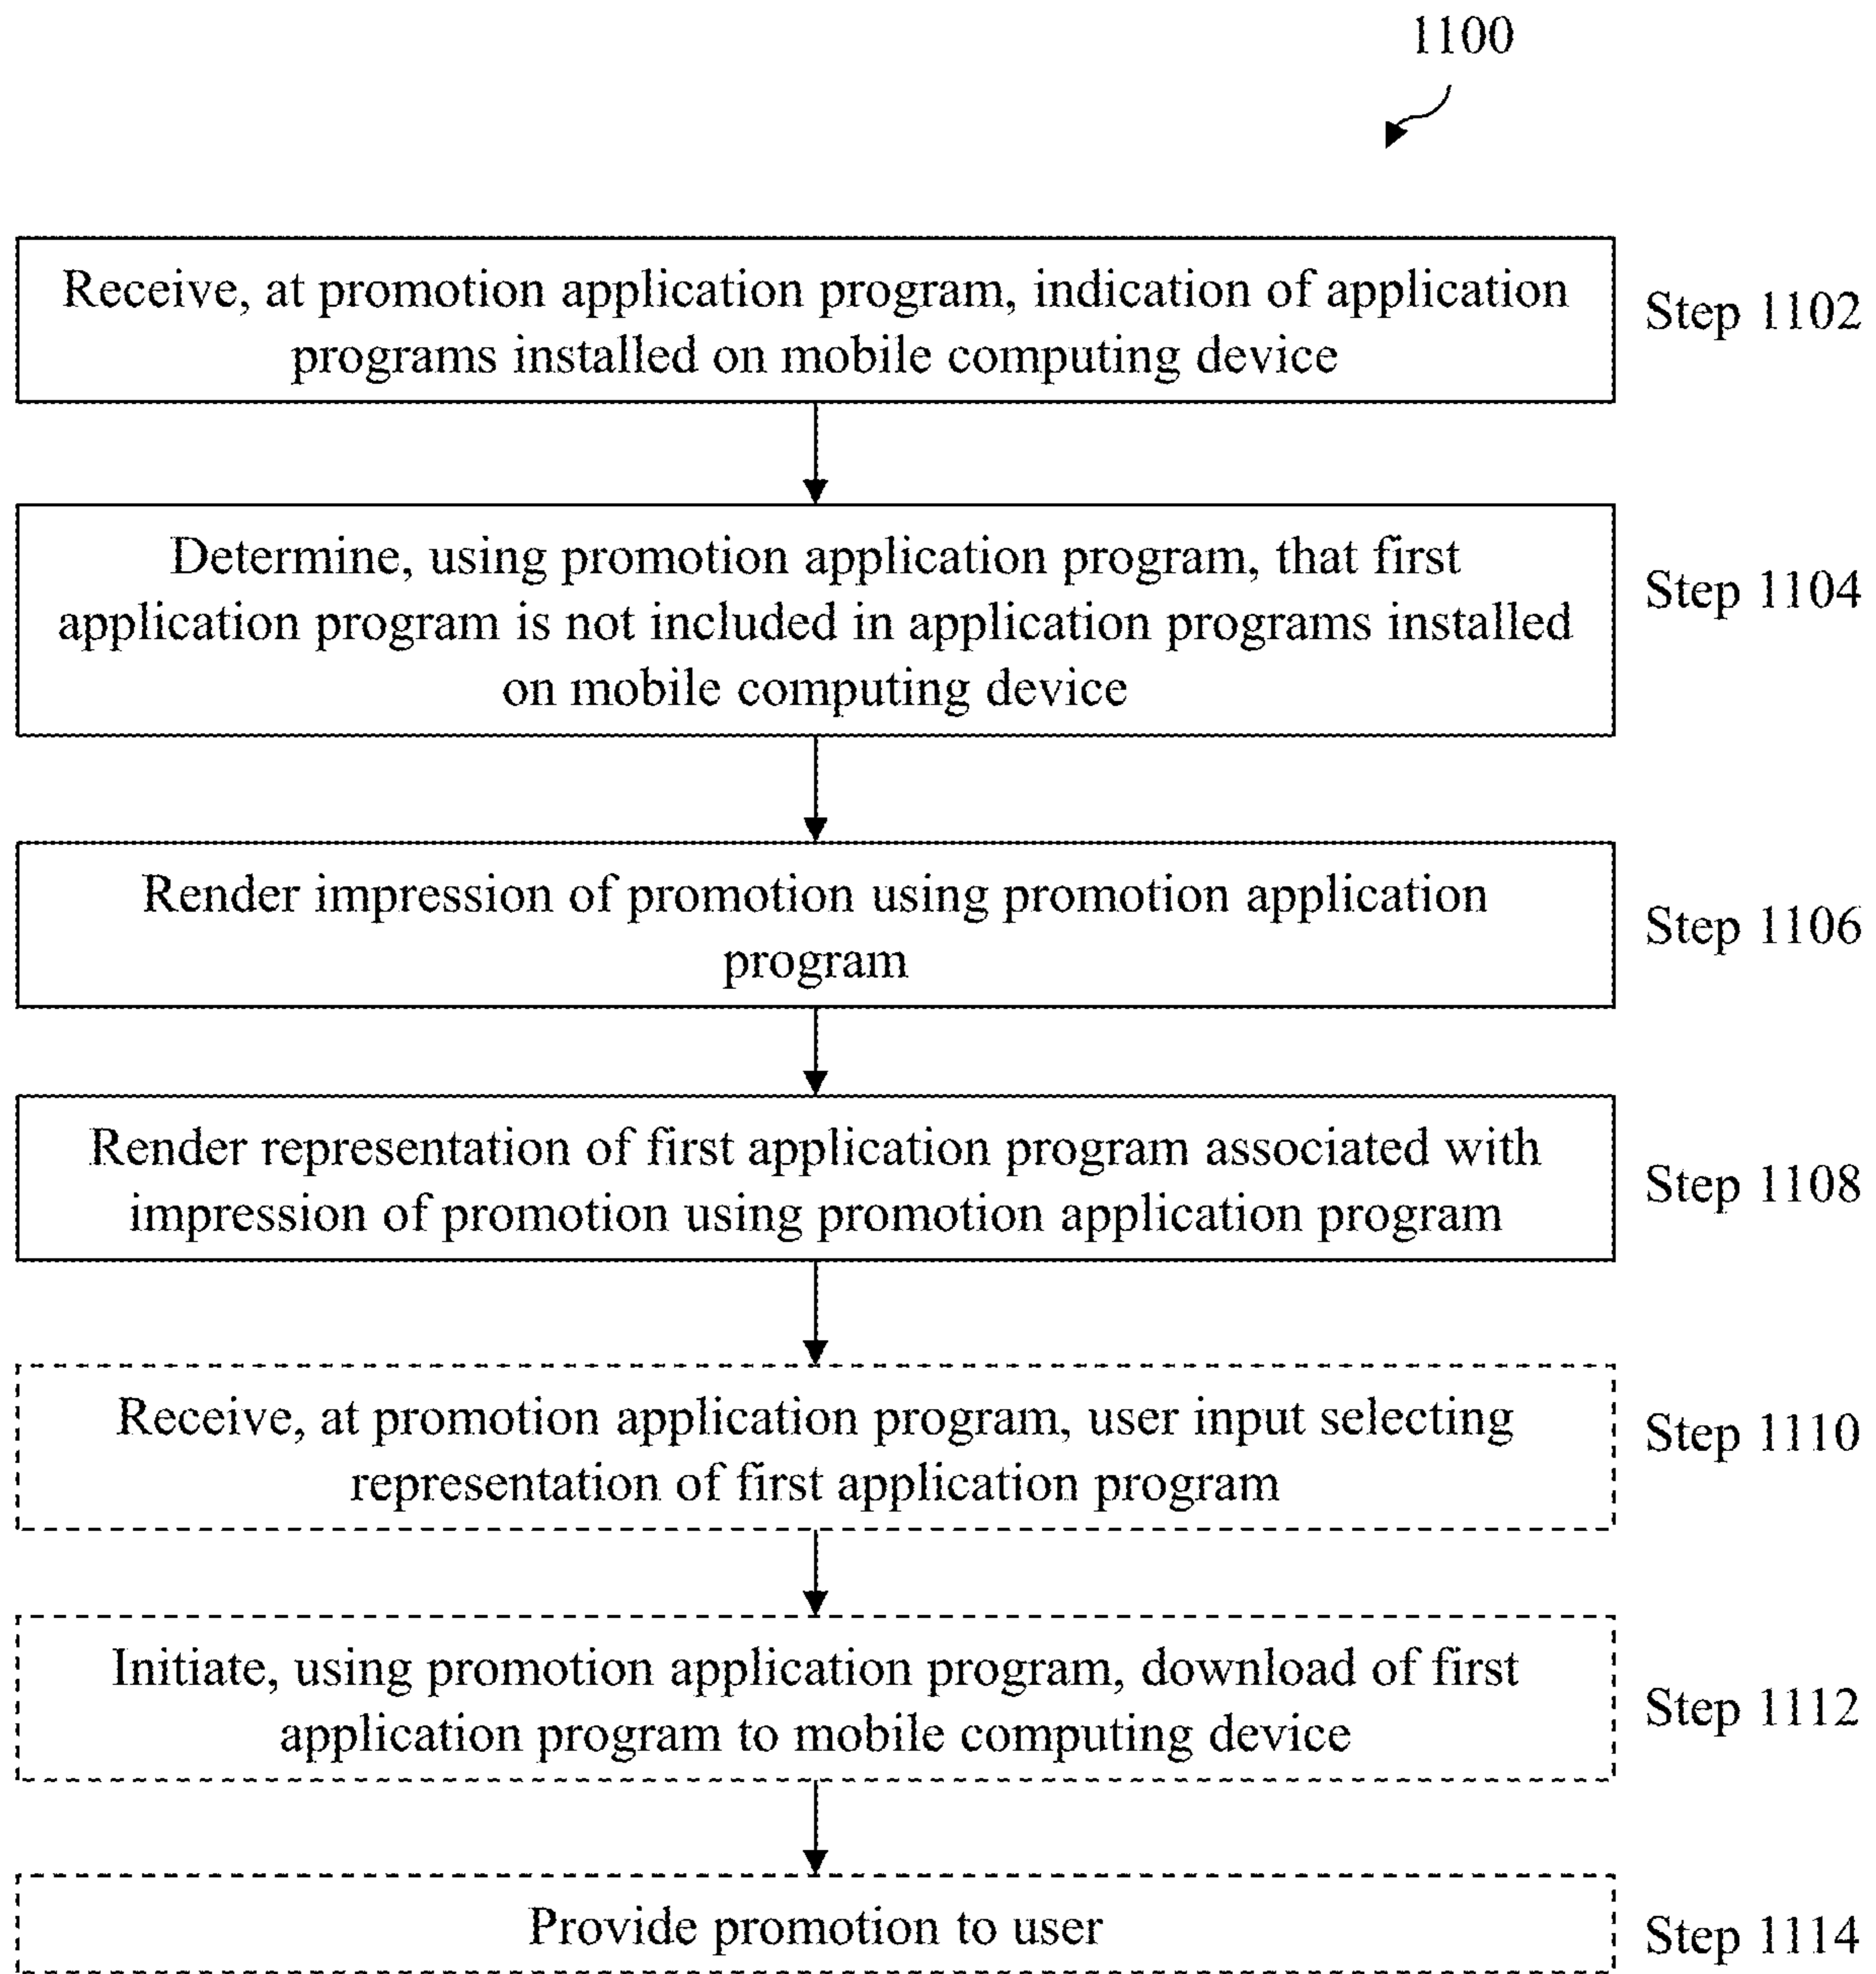 1100
Receive, at promotion application program, indication of application
programs installed on mobile computing device
Step 1102
Determine, using promotion application program, that first
application program is not included in application programs installed
on mobile computing device
Step 1104
Render impression of promotion using promotion application
program
Step 1106
Render representation of first application program associated with
impression of promotion using promotion application program
Step 1108
Receive, at promotion application program, user input selecting
representation of first application program
Step 1110
Initiate, using promotion application program, download of first
application program to mobile computing device
Step 1112
Provide promotion to user
Step 1114